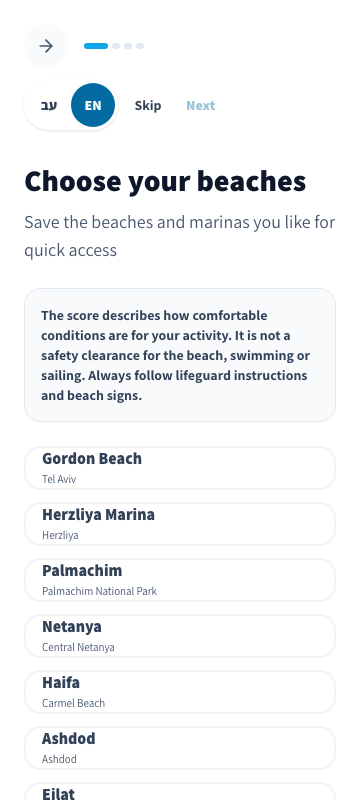 עב
EN
Skip
Next
Choose your beaches
Save the beaches and marinas you like for
quick access
The score describes how comfortable
conditions are for your activity. It is not a
safety clearance for the beach, swimming or
sailing. Always follow lifeguard instructions
and beach signs.
Gordon Beach
Tel Aviv
Herzliya Marina
Herzliya
Palmachim
Palmachim National Park
Netanya
Central Netanya
Haifa
Carmel Beach
Ashdod
Ashdod
Eilat